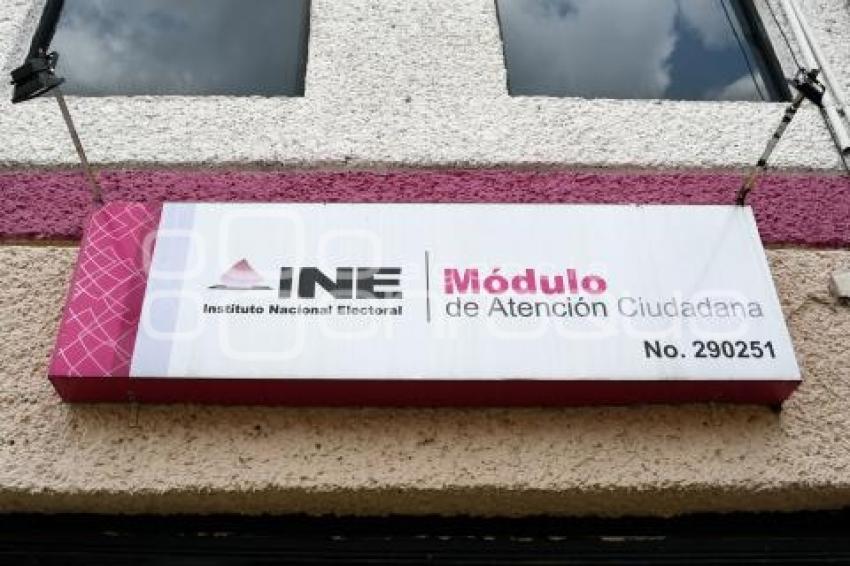 INE
Instituto Nacional Electoral
Módulo
de Atención Ciudadana
No. 290251